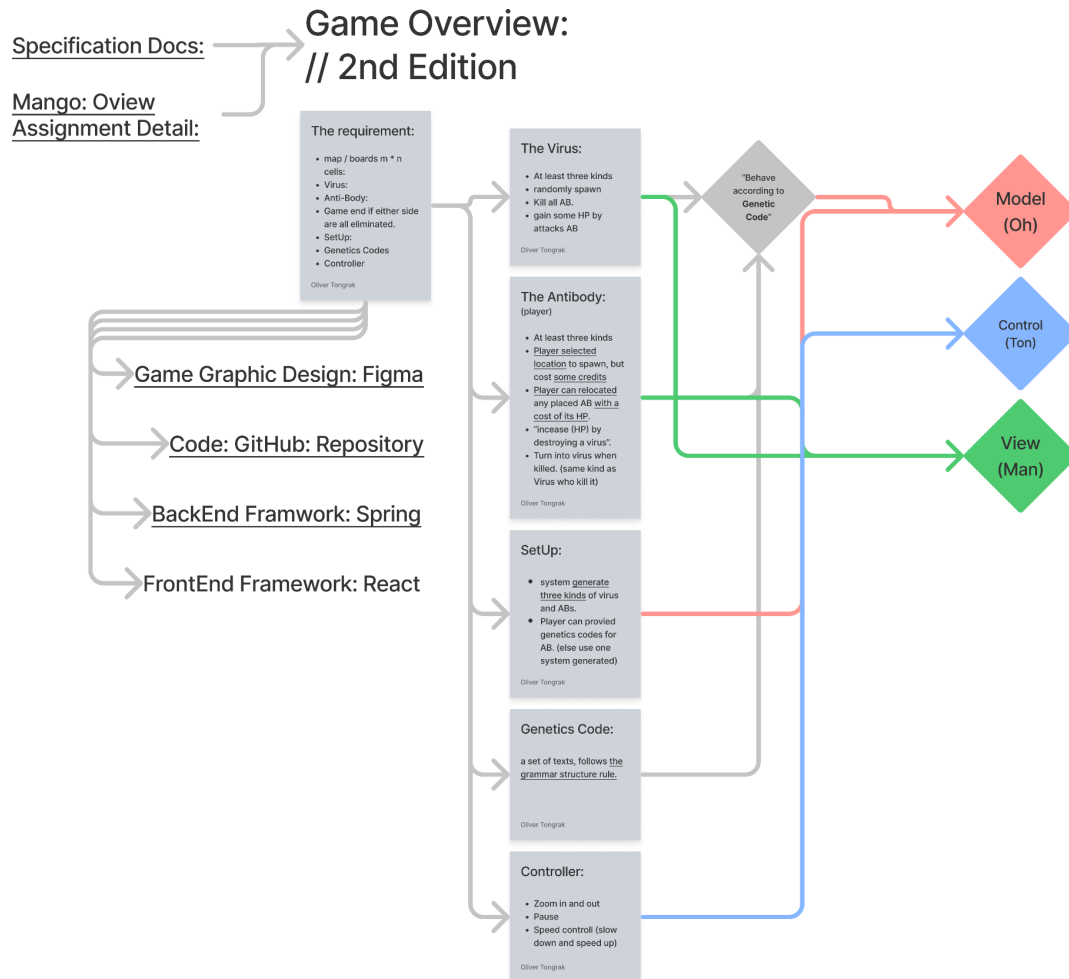 Specification Docs:
Mango: Oview
Assignment Detail:
Game Overview:
// 2nd Edition
The requirement:
• map / boards m * n
cells:
• Virus:
• Anti-Body:
• Game end if either side
are all eliminated.
• SetUp:
• Genetics Codes
• Controller
Oliver Tongrak
Game Graphic Design: Figma
Code: GitHub: Repository
BackEnd Framwork: Spring
FrontEnd Framework: React
The Virus:
• At least three kinds
• randomly spawn
• Kill all AB.
• gain some HP by
attacks AB
Oliver Tongrak
The Antibody:
(player)
• At least three kinds
• Player selected
location to spawn, but
cost some credits
• Player can relocated
any placed AB with a
cost of its HP.
• "incease (HP) by
destroying a virus".
• Turn into virus when
killed. (same kind as
Virus who kill it)
Oliver Tongrak
SetUp:
• system generate
three kinds of virus
and ABs.
• Player can provied
genetics codes for
AB. (else use one
system generated)
Oliver Tongrak
Genetics Code:
a set of texts, follows the
grammar structure rule.
Oliver Tongrak
Controller:
• Zoom in and out
• Pause
• Speed controll (slow
down and speed up)
Oliver Tongrak
"Behave
according to
Genetic
Code"
Model
(Oh)
Control
(Ton)
View
(Man)